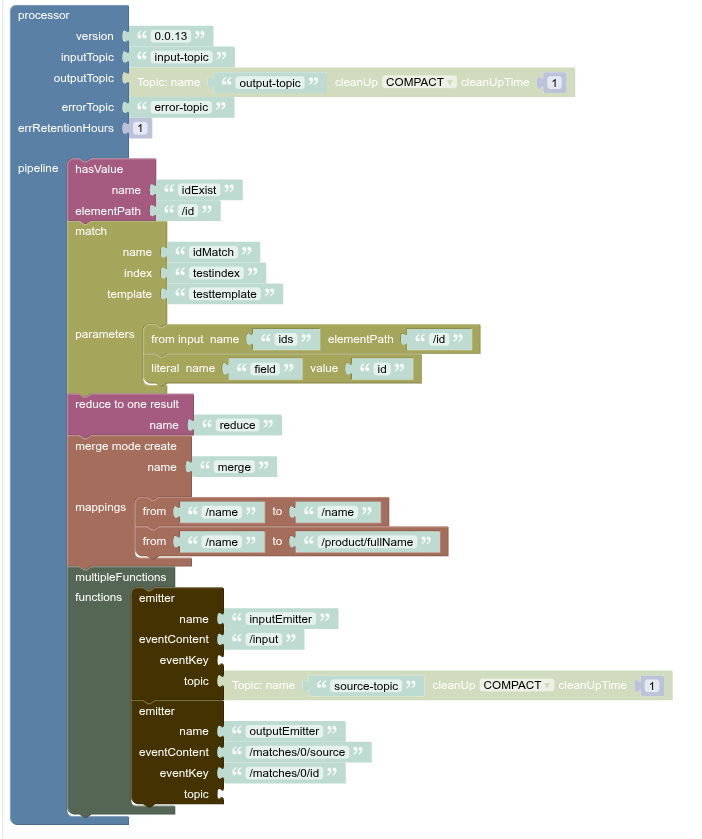 processor
version “ 0.0.13 ”
inputTopic “ input-topic ”
outputTopic Topic: name “ output-topic ” cleanUp COMPACT cleanUpTime 1
errorTopic “ error-topic ”
errRetentionHours 1
pipeline hasValue
name “ idExist ”
elementPath “ /id ”
match
name “ idMatch ”
index “ testindex ”
template “ testtemplate ”
parameters from input name “ ids ” elementPath “ /id ”
literal name “ field ” value “ id ”
reduce to one result
name “ reduce ”
merge mode create
name “ merge ”
mappings from “ /name ” to “ /name ”
from “ /name ” to “ /product/fullName ”
multipleFunctions
functions emitter
name “ inputEmitter ”
eventContent “ /input ”
eventKey
topic Topic: name “ source-topic ” cleanUp COMPACT cleanUpTime 1
emitter
name “ outputEmitter ”
eventContent “ /matches/0/source ”
eventKey “ /matches/0/id ”
topic